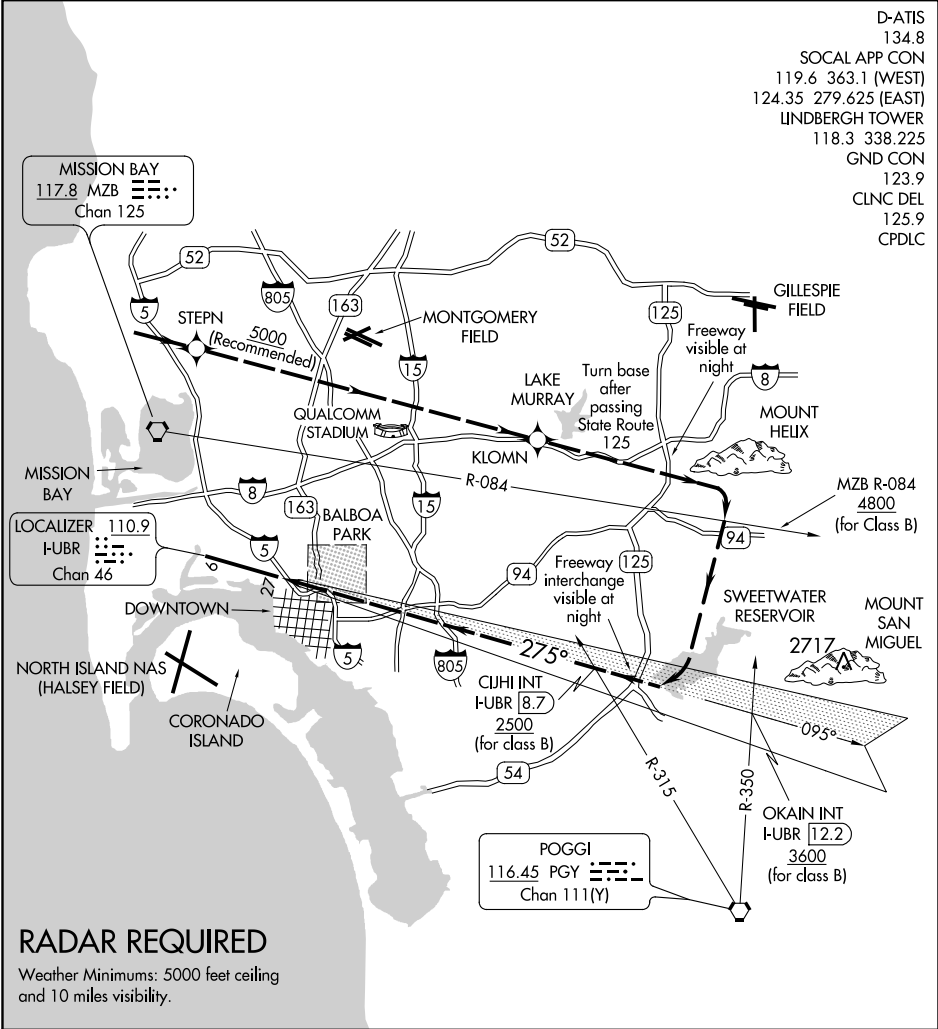 D-ATIS
134.8
SOCAL APP CON
119.6 363.1 (WEST)
124.35 279.625 (EAST)
LINDBERGH TOWER
118.3 338.225
GND CON
123.9
CLNC DEL
125.9
CPDLC
MISSION BAY
117.8 MZB
Chan 125
52
52
5
805
163
125
GILLESPIE
FIELD
STEPN
5000
(Recommended)
MONTGOMERY
FIELD
15
Freeway
visible at
night
8
LAKE
MURRAY
Turn base
after
passing
State Route
125
QUALCOMM
STADIUM
KLOMN
MOUNT
HELIX
MISSION
BAY
R-084
MZB R-084
4800
(for Class B)
8
163
15
94
LOCALIZER 110.9
I-UBR
Chan 46
BALBOA
PARK
5
9
27
94
Freeway
interchange
visible at
night
125
DOWNTOWN
5
805
275°
SWEETWATER
RESERVOIR
MOUNT
SAN
MIGUEL
2717
NORTH ISLAND NAS
(HALSEY FIELD)
CORONADO
ISLAND
CIJHI INT
I-UBR 8.7
2500
(for class B)
095°
54
R-315
R-350
OKAIN INT
I-UBR 12.2
3600
(for class B)
POGGI
116.45 PGY
Chan 111(Y)
RADAR REQUIRED
Weather Minimums: 5000 feet ceiling
and 10 miles visibility.